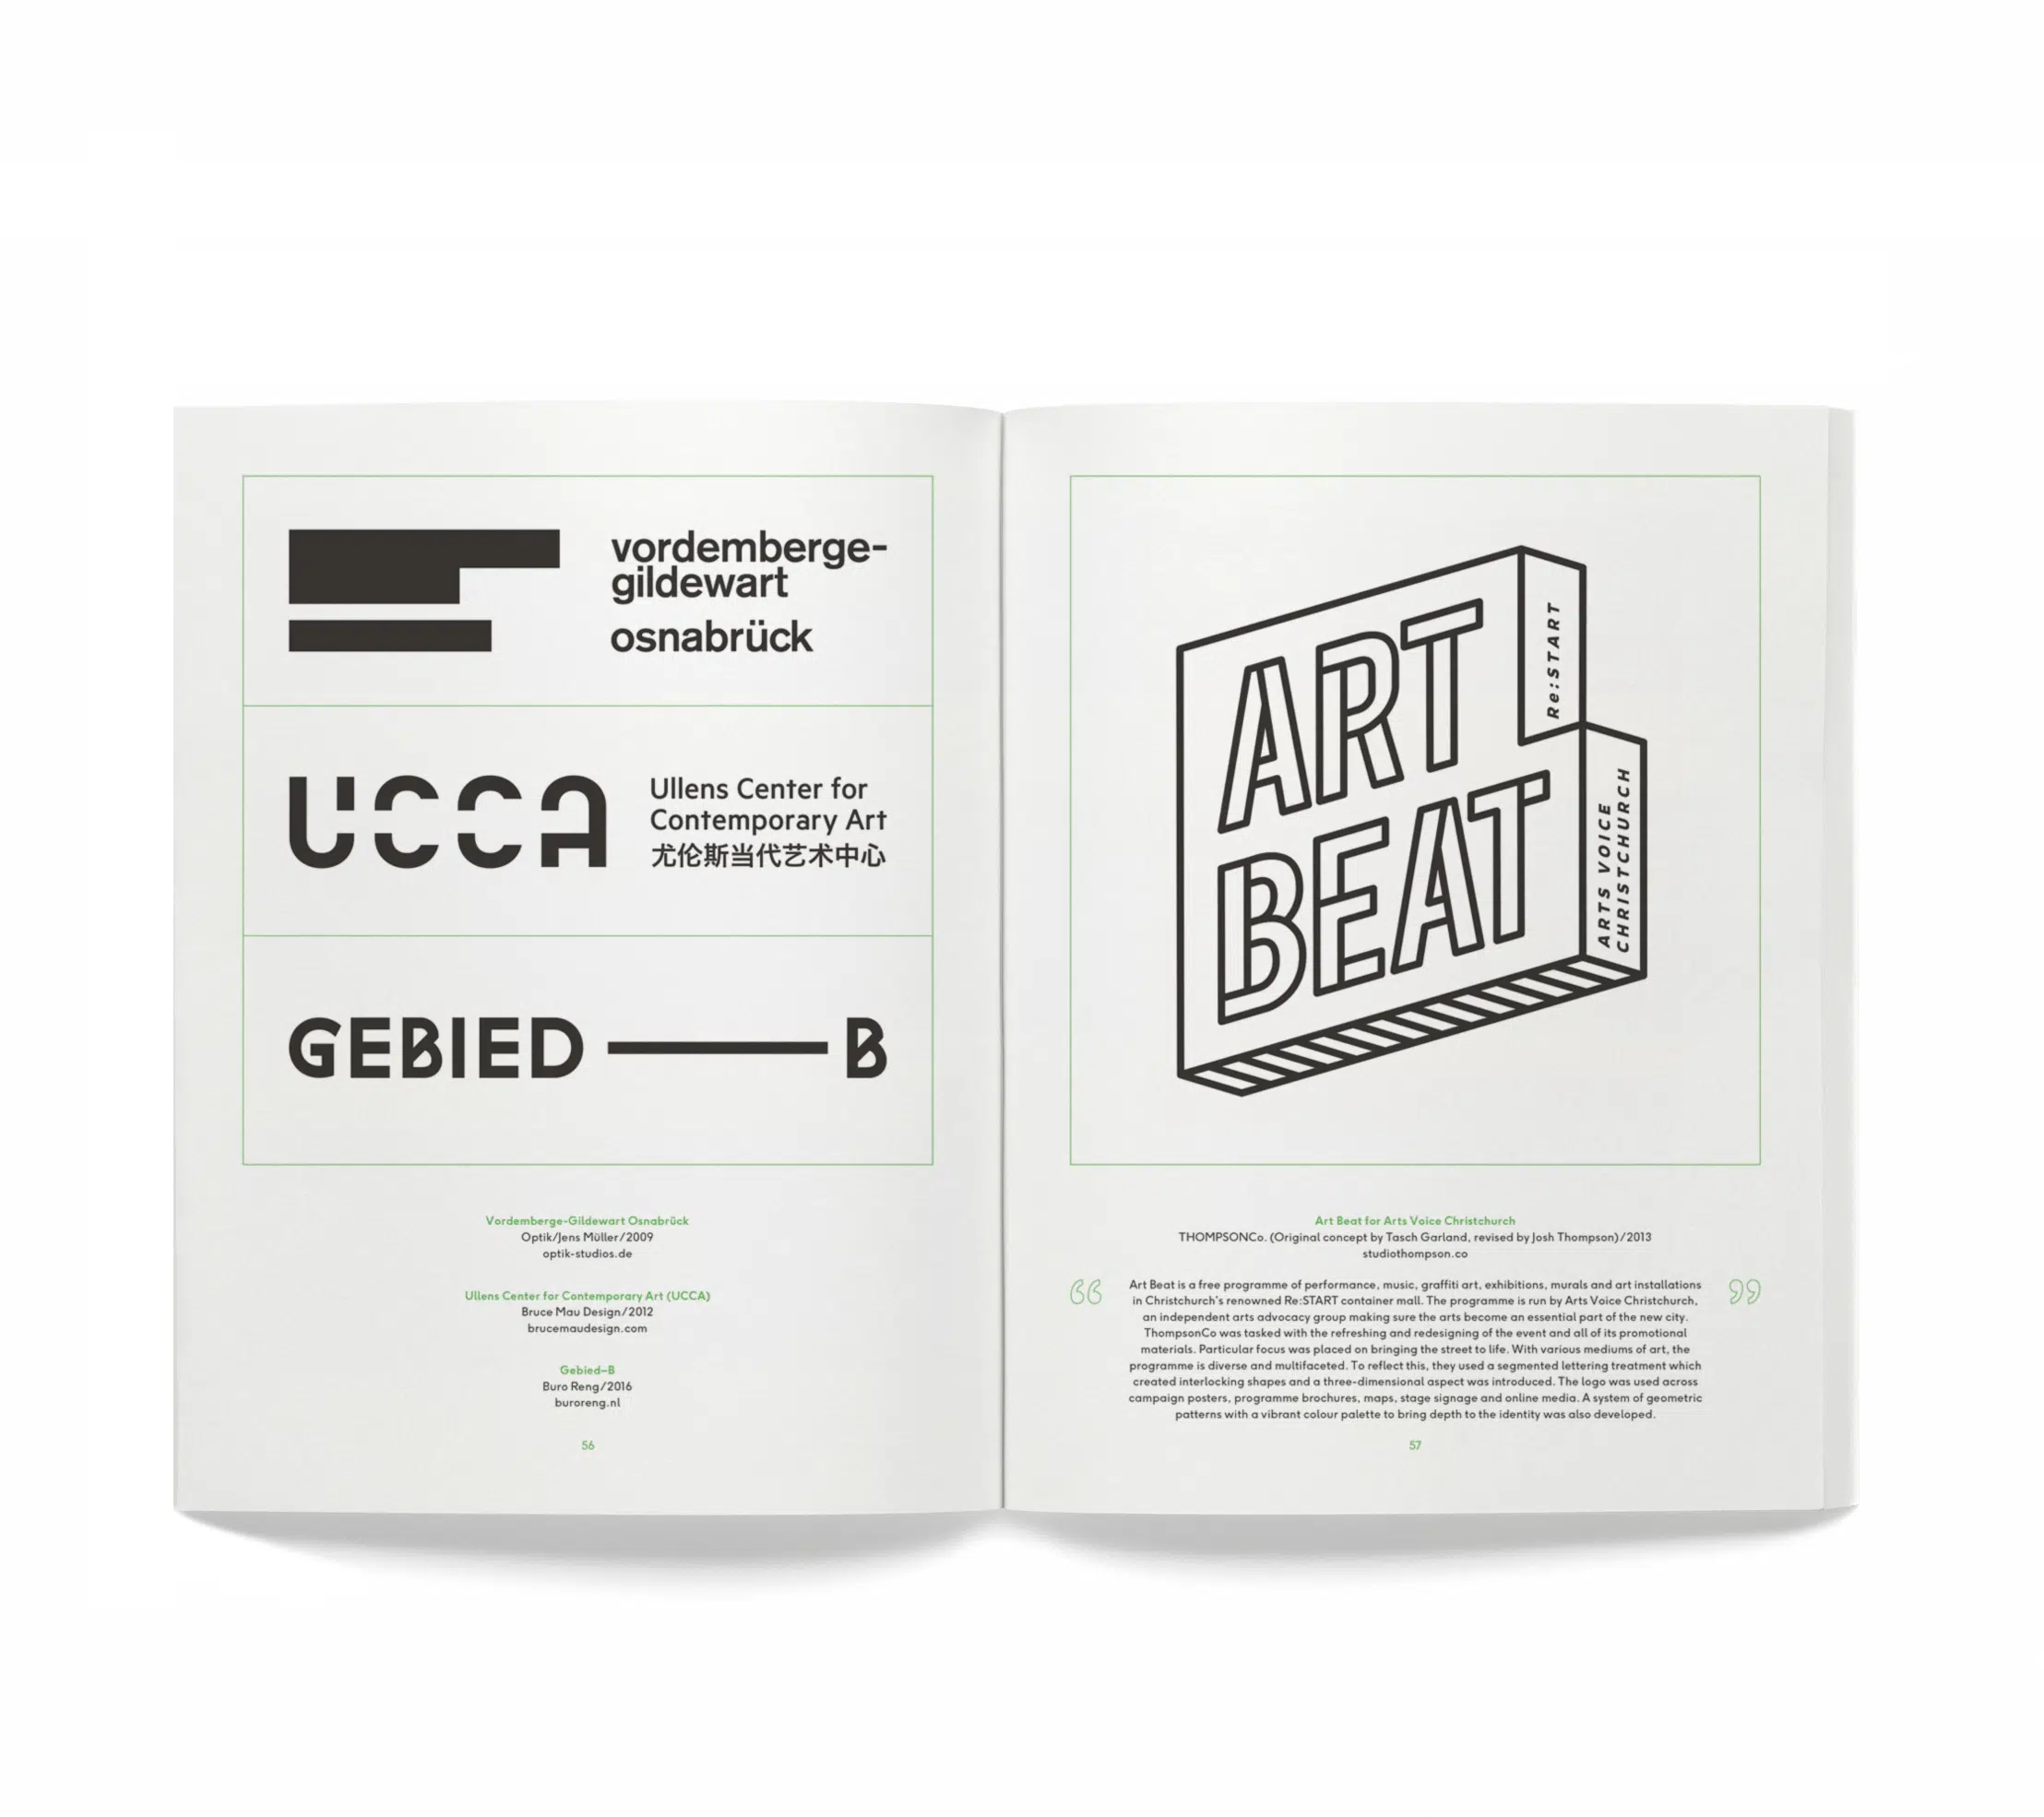 vordemberge-
gildewart
osnabrück
UCCA
Ullens Center for
Contemporary Art
尤伦斯当代艺术中心
GEBIED — B
Vordemberge-Gildewart Osnabrück
Optik/Jens Müller/2009
optik-studios.de
Ullens Center for Contemporary Art (UCCA)
Bruce Mau Design/2012
brucemaudesign.com
Gebied–B
Buro Reng/2016
buroreng.nl
56
ART
BEAT
Re:START
ARTS VOICE
CHRISTCHURCH
Art Beat for Arts Voice Christchurch
THOMPSONCo. (Original concept by Tasch Garland, revised by Josh Thompson)/2013
studiothompson.co
“ Art Beat is a free programme of performance, music, graffiti art, exhibitions, murals and art installations ”
in Christchurch's renowned Re:START container mall. The programme is run by Arts Voice Christchurch,
an independent arts advocacy group making sure the arts become an essential part of the new city.
ThompsonCo was tasked with the refreshing and redesigning of the event and all of its promotional
materials. Particular focus was placed on bringing the street to life. With various mediums of art, the
programme is diverse and multifaceted. To reflect this, they used a segmented lettering treatment which
created interlocking shapes and a three-dimensional aspect was introduced. The logo was used across
campaign posters, programme brochures, maps, stage signage and online media. A system of geometric
patterns with a vibrant colour palette to bring depth to the identity was also developed.
57